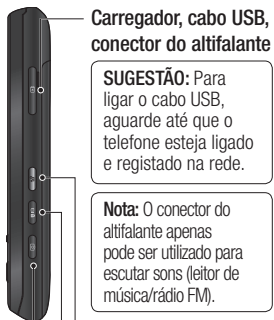 Carregador, cabo USB,
conector do altifalante
SUGESTÃO: Para
ligar o cabo USB,
aguarde até que o
telefone esteja ligado
e registado na rede.
Nota: O conector do
altifalante apenas
pode ser utilizado para
escutar sons (leitor de
música/rádio FM).